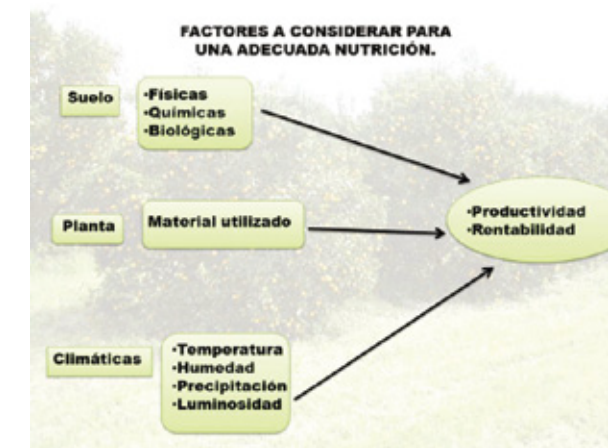 FACTORES A CONSIDERAR PARA
UNA ADECUADA NUTRICIÓN.
Suelo
•Físicas
•Químicas
•Biológicas
Planta
Material utilizado
•Productividad
•Rentabilidad
Climáticas
•Temperatura
•Humedad
•Precipitación
•Luminosidad